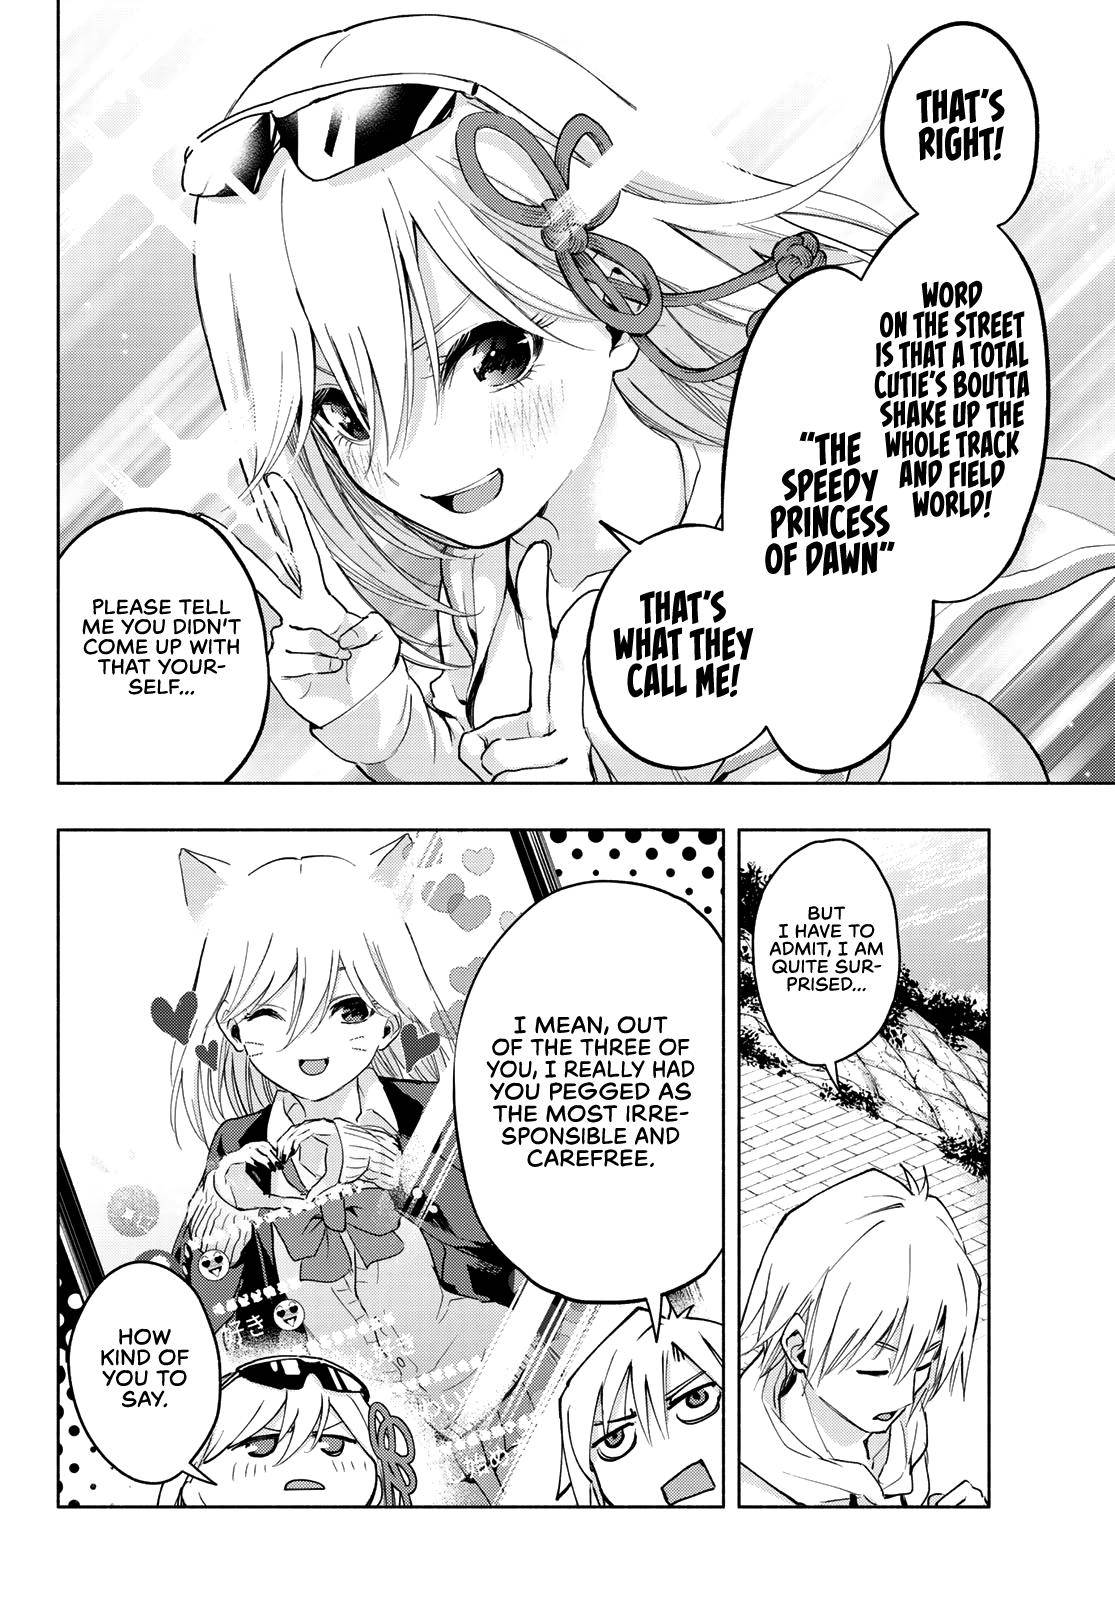 THAT'S
RIGHT!
WORD
ON THE STREET
IS THAT A TOTAL
CUTIE'S BOUTTA
SHAKE UP THE
WHOLE TRACK
AND FIELD
WORLD!
"THE
SPEEDY
PRINCESS
OF DAWN"
THAT'S
WHAT THEY
CALL ME!
PLEASE TELL
ME YOU DIDN'T
COME UP WITH
THAT YOUR-
SELF...
BUT
I HAVE TO
ADMIT, I AM
QUITE SUR-
PRISED...
I MEAN, OUT
OF THE THREE OF
YOU, I REALLY HAD
YOU PEGGED AS
THE MOST IRRE-
SPONSIBLE AND
CAREFREE.
好き
HOW
KIND OF
YOU TO
SAY.